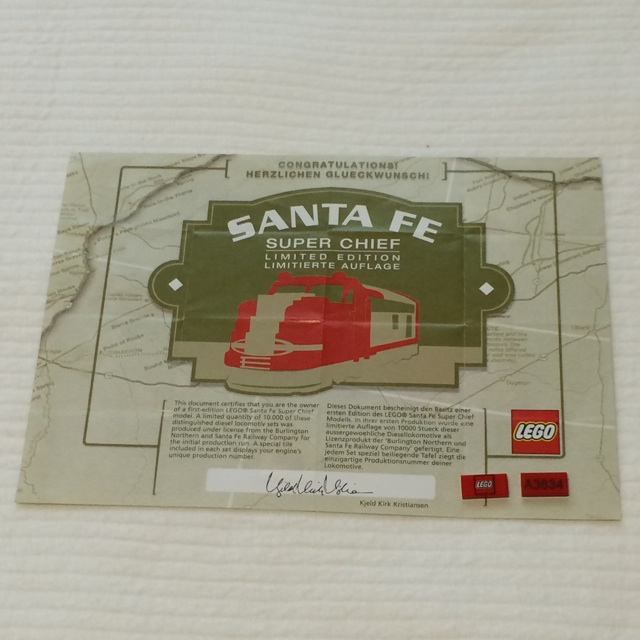 CONGRATULATIONS!
HERZLICHEN GLUECKWUNSCH!
SANTA FE
SUPER CHIEF
LIMITED EDITION
LIMITIERTE AUFLAGE
This document certifies that you are the owner
of a first-edition LEGO® Santa Fe Super Chief
model. A limited quantity of 10.000 of these
distinguished diesel locomotive sets was
produced under license from the Burlington
Northern and Santa Fe Railway Company for
the initial production run. A special tile
included in each set displays your engine's
unique production number.
Dieses Dokument bescheinigt den Besitz einer
ersten Edition des LEGO® Santa Fe Super Chief
Modells. In ihrer ersten Produktion wurde eine
limitierte Auflage von 10000 Stueck dieser
aussergewoehnliche Diesellokomotive als
Lizenzprodukt der "Burlington Northern und
Santa Fe Railway Company" gefertigt. Eine
jedem Set speziel beiliegende Tafel zeigt die
einzigartige Produktionsnummer deiner
Lokomotive.
LEGO
LEGO
A3634
Kjeld Kirk Kristiansen